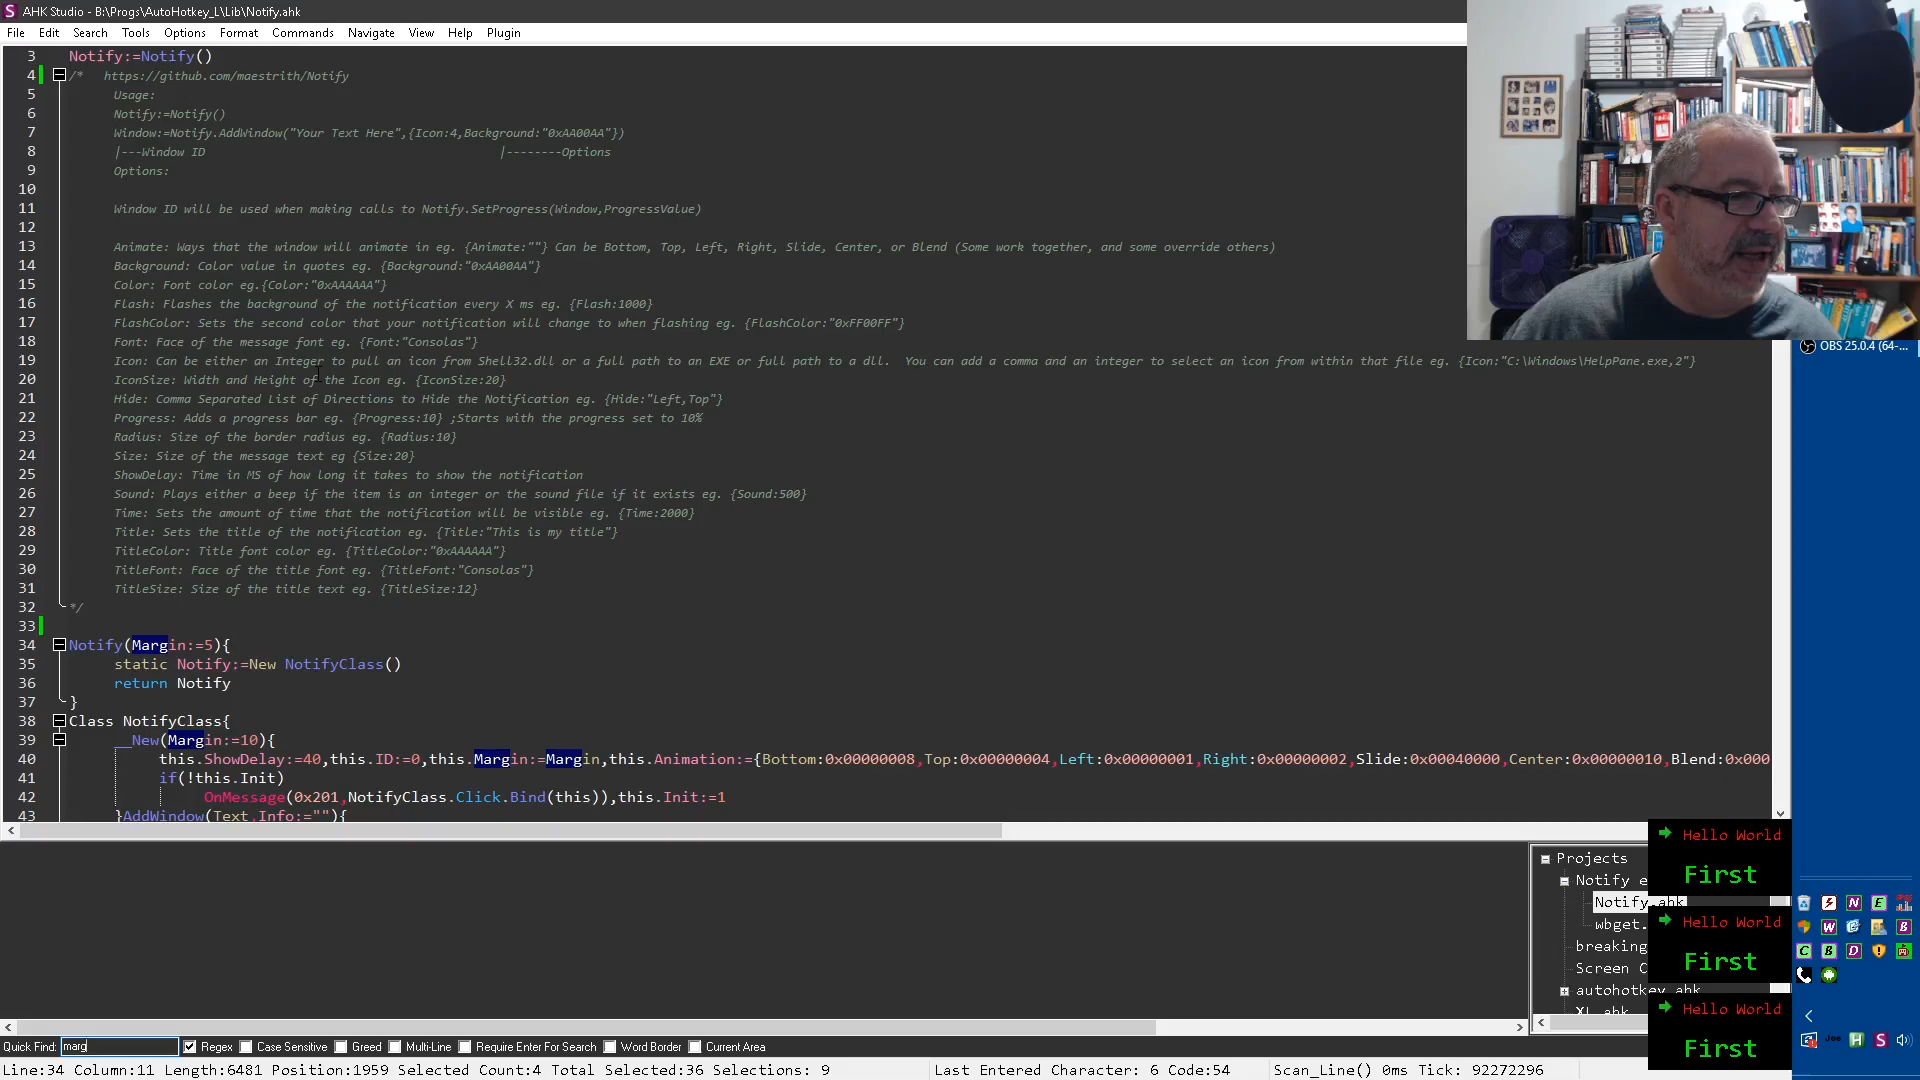 AHK Studio - B:\Progs\AutoHotkey_L\Lib\Notify.ahk
File Edit Search Tools Options Format Commands Navigate View Help Plugin
3 Notify:=Notify()
4 /* https://github.com/maestrith/Notify
5 Usage:
6 Notify:=Notify()
7 Window:=Notify.AddWindow("Your Text Here",{Icon:4,Background:"0xAA00AA"})
8 |---Window ID |--------Options
9 Options:
10
11 Window ID will be used when making calls to Notify.SetProgress(Window,ProgressValue)
12
13 Animate: Ways that the window will animate in eg. {Animate:""} Can be Bottom, Top, Left, Right, Slide, Center, or Blend (Some work together, and some override others)
14 Background: Color value in quotes eg. {Background:"0xAA00AA"}
15 Color: Font color eg.{Color:"0xAAAAAA"}
16 Flash: Flashes the background of the notification every X ms eg. {Flash:1000}
17 FlashColor: Sets the second color that your notification will change to when flashing eg. {FlashColor:"0xFF00FF"}
18 Font: Face of the message font eg. {Font:"Consolas"}
19 Icon: Can be either an Integer to pull an icon from Shell32.dll or a full path to an EXE or full path to a dll. You can add a comma and an integer to select an icon from within that file eg. {Icon:"C:\Windows\HelpPane.exe,2"}
20 IconSize: Width and Height of the Icon eg. {IconSize:20}
21 Hide: Comma Separated List of Directions to Hide the Notification eg. {Hide:"Left,Top"}
22 Progress: Adds a progress bar eg. {Progress:10} ;Starts with the progress set to 10%
23 Radius: Size of the border radius eg. {Radius:10}
24 Size: Size of the message text eg {Size:20}
25 ShowDelay: Time in MS of how long it takes to show the notification
26 Sound: Plays either a beep if the item is an integer or the sound file if it exists eg. {Sound:500}
27 Time: Sets the amount of time that the notification will be visible eg. {Time:2000}
28 Title: Sets the title of the notification eg. {Title:"This is my title"}
29 TitleColor: Title font color eg. {TitleColor:"0xAAAAAA"}
30 TitleFont: Face of the title font eg. {TitleFont:"Consolas"}
31 TitleSize: Size of the title text eg. {TitleSize:12}
32 */
33
34 Notify(Margin:=5){
35 static Notify:=New NotifyClass()
36 return Notify
37 }
38 Class NotifyClass{
39 __New(Margin:=10){
40 this.ShowDelay:=40,this.ID:=0,this.Margin:=Margin,this.Animation:={Bottom:0x00000008,Top:0x00000004,Left:0x00000001,Right:0x00000002,Slide:0x00040000,Center:0x00000010,Blend:0x000
41 if(!this.Init)
42 OnMessage(0x201,NotifyClass.Click.Bind(this)),this.Init:=1
43 }AddWindow(Text,Info:=""){
OBS 25.0.4 (64-...
Projects
Notify e
Notify.ahk
wbget.
breaking
Screen C
autohotkey.ahk
XL.ahk
Hello World
First
Hello World
First
Hello World
First
Joe
Quick Find: marg Regex Case Sensitive Greed Multi-Line Require Enter For Search Word Border Current Area
Line:34 Column:11 Length:6481 Position:1959 Selected Count:4 Total Selected:36 Selections: 9 Last Entered Character: 6 Code:54 Scan_Line() 0ms Tick: 92272296